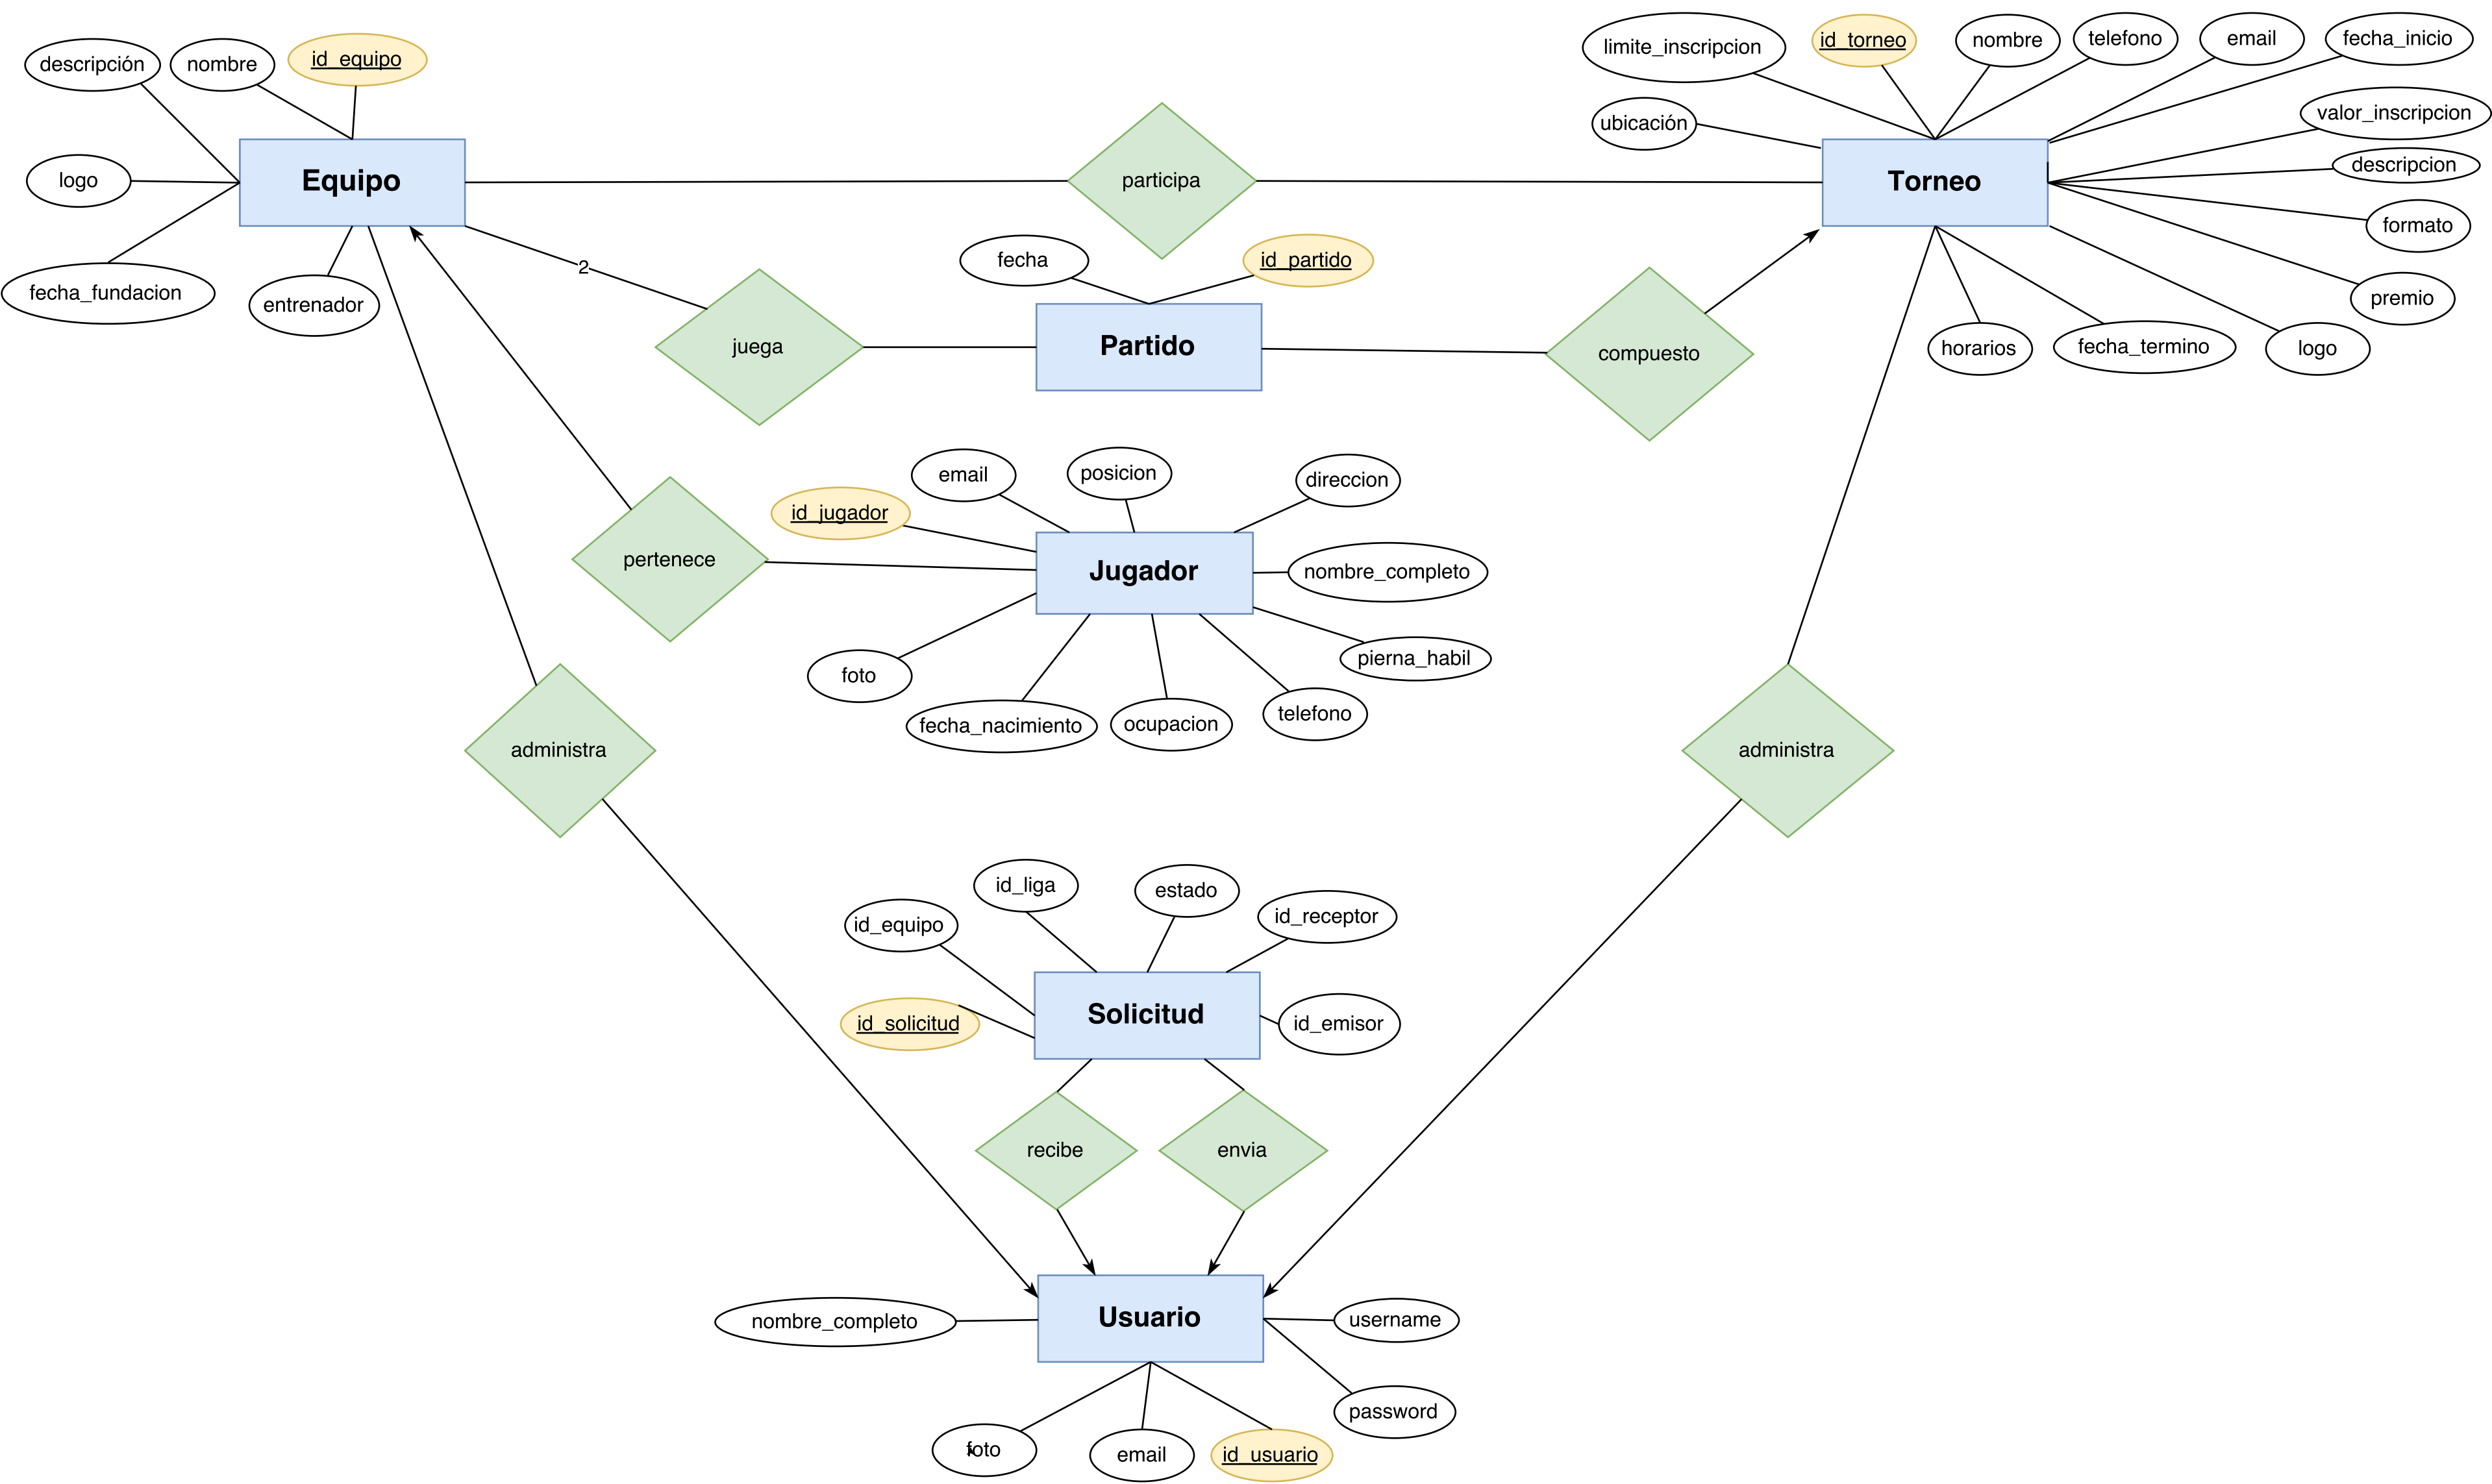 descripción
nombre
id_equipo
logo
Equipo
fecha_fundacion
entrenador
participa
limite_inscripcion
id_torneo
nombre
telefono
email
fecha_inicio
ubicación
valor_inscripcion
Torneo
descripcion
formato
premio
horarios
fecha_termino
logo
2
juega
fecha
id_partido
Partido
compuesto
pertenece
id_jugador
email
posicion
direccion
Jugador
nombre_completo
pierna_habil
foto
fecha_nacimiento
ocupacion
telefono
administra
administra
id_equipo
id_liga
estado
id_receptor
id_solicitud
Solicitud
id_emisor
recibe
envia
nombre_completo
Usuario
username
password
foto
email
id_usuario